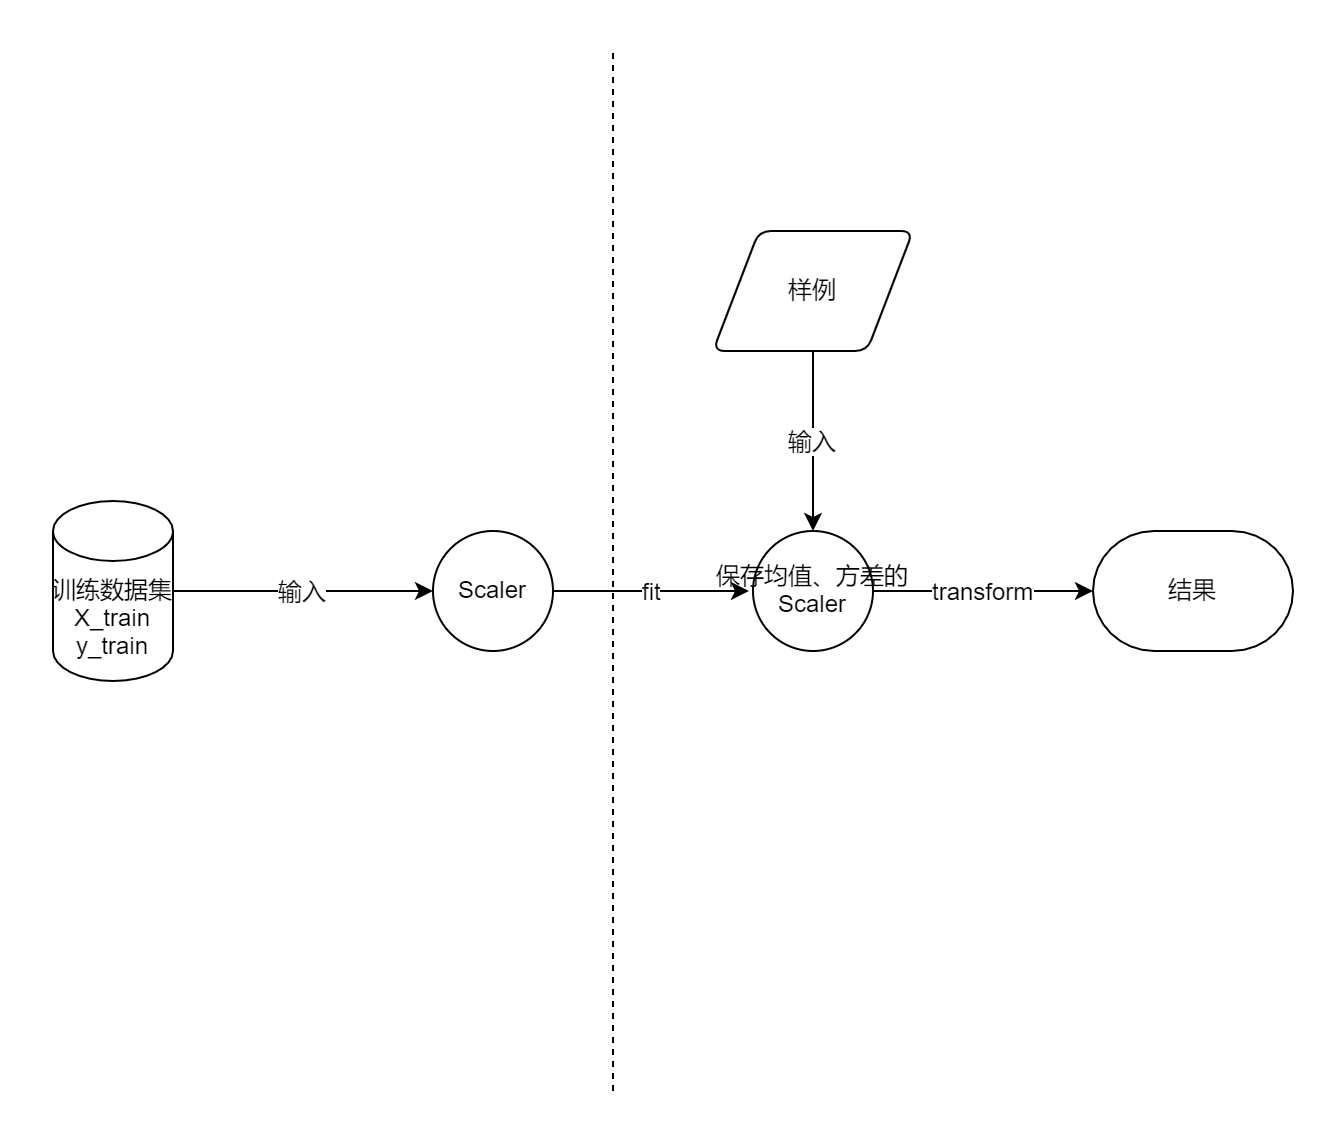 样例
输入
训练数据集
X_train
y_train
输入
Scaler
fit
保存均值、方差的
Scaler
transform
结果